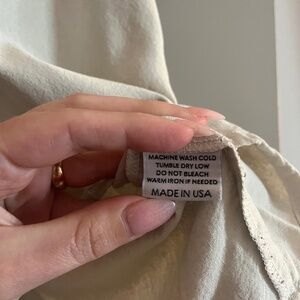 MACHINE WASH COLD
TUMBLE DRY LOW
DO NOT BLEACH
WARM IRON IF NEEDED
MADE IN USA